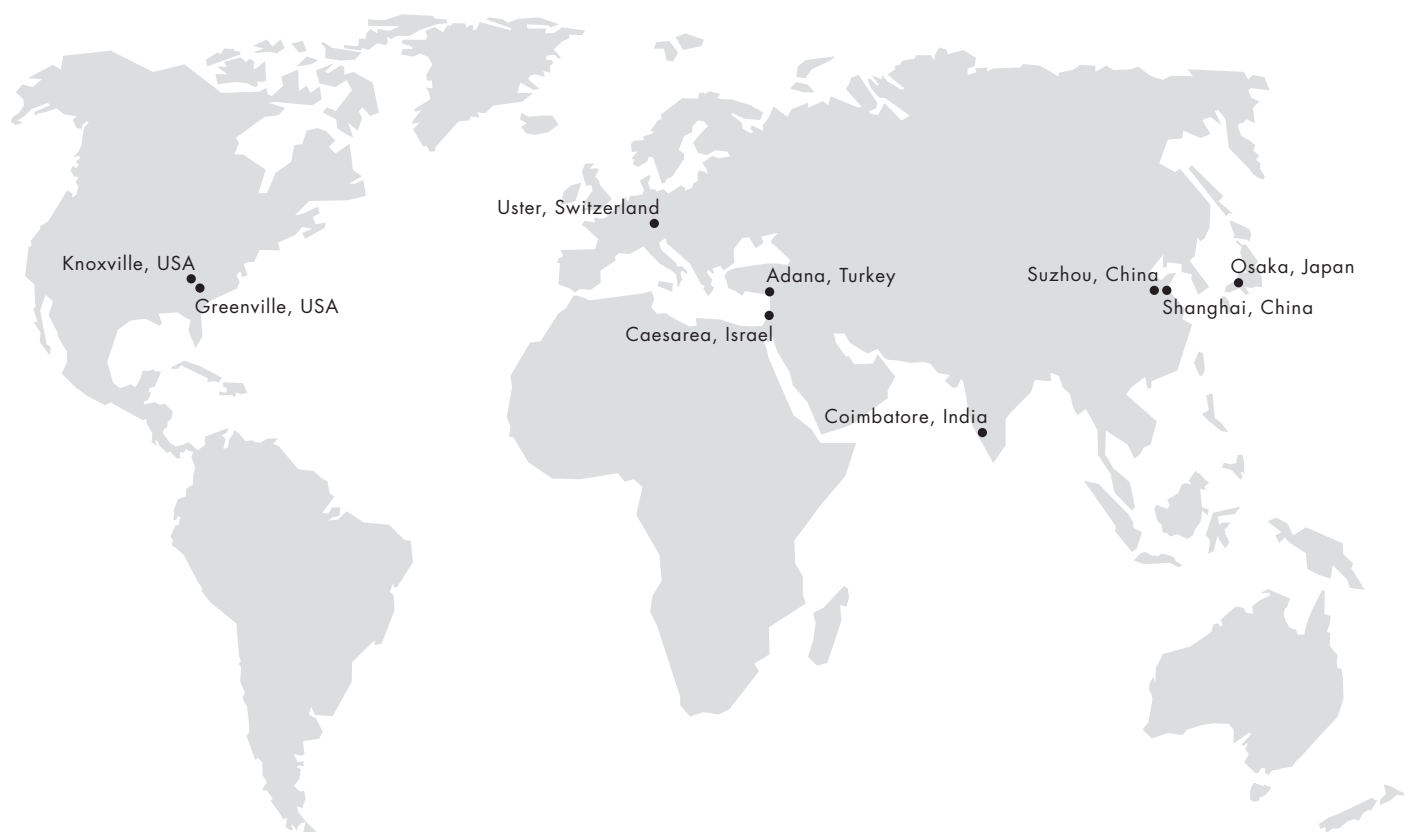 Uster, Switzerland
Knoxville, USA
Greenville, USA
Adana, Turkey
Caesarea, Israel
Suzhou, China
Osaka, Japan
Shanghai, China
Coimbatore, India